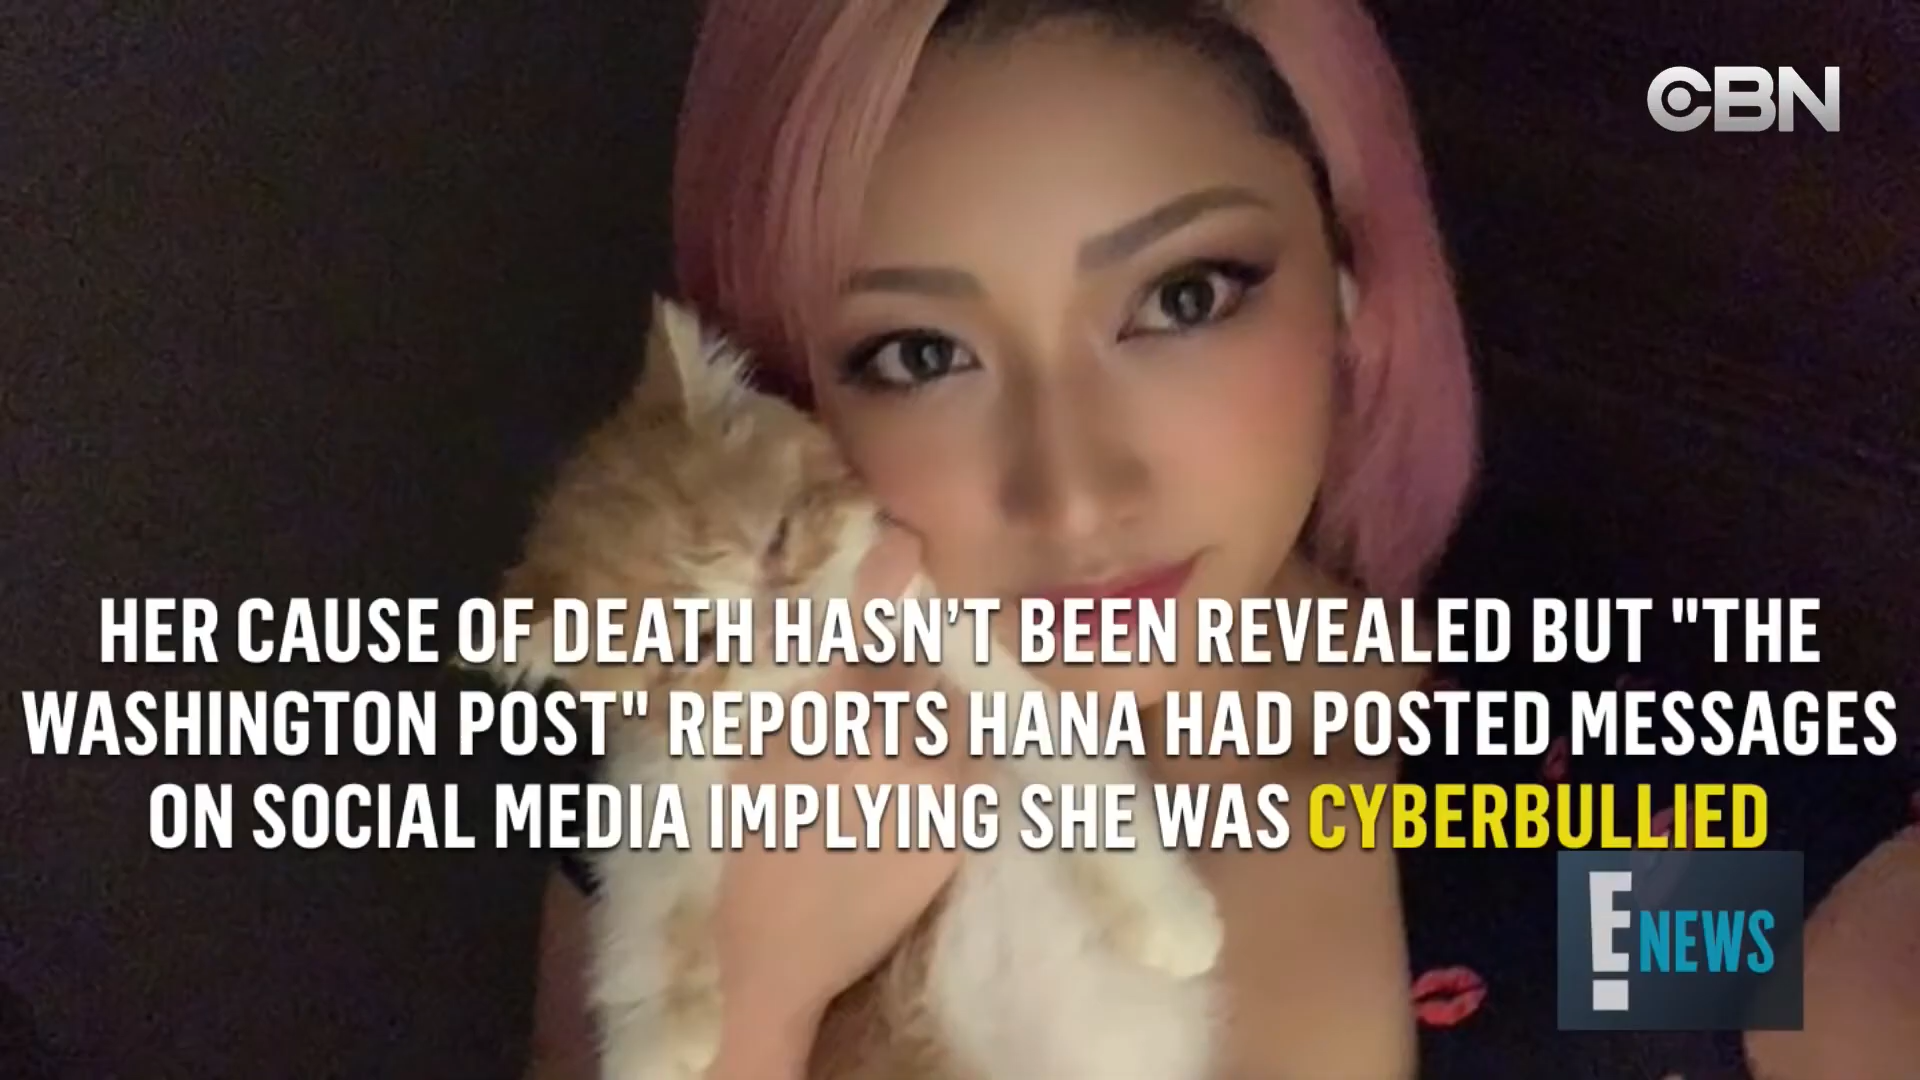 CBN
HER CAUSE OF DEATH HASN’T BEEN REVEALED BUT "THE
WASHINGTON POST" REPORTS HANA HAD POSTED MESSAGES
ON SOCIAL MEDIA IMPLYING SHE WAS CYBERBULLIED
E NEWS